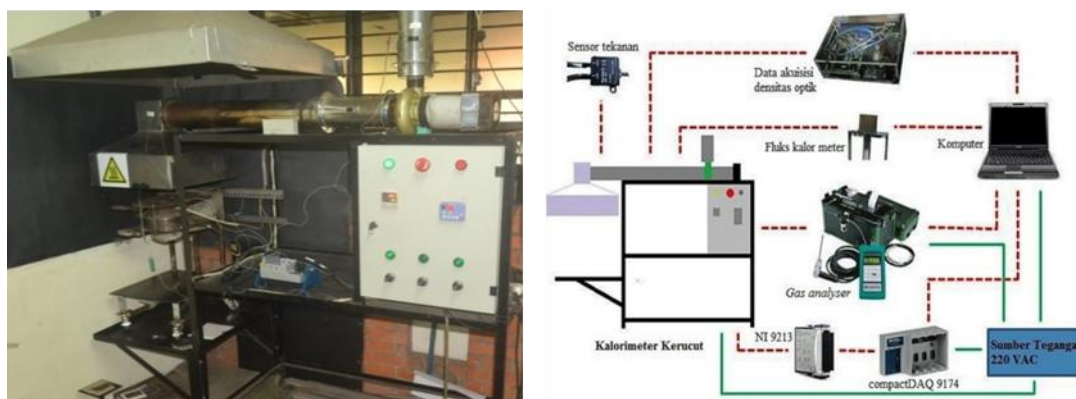 Sensor tekanan
Data akuisisi
densitas optik
Fluks kalor meter
Komputer
Gas analyser
NI 9213
Kalorimeter Kerucut
compactDAQ 9174
Sumber Teganga
220 VAC